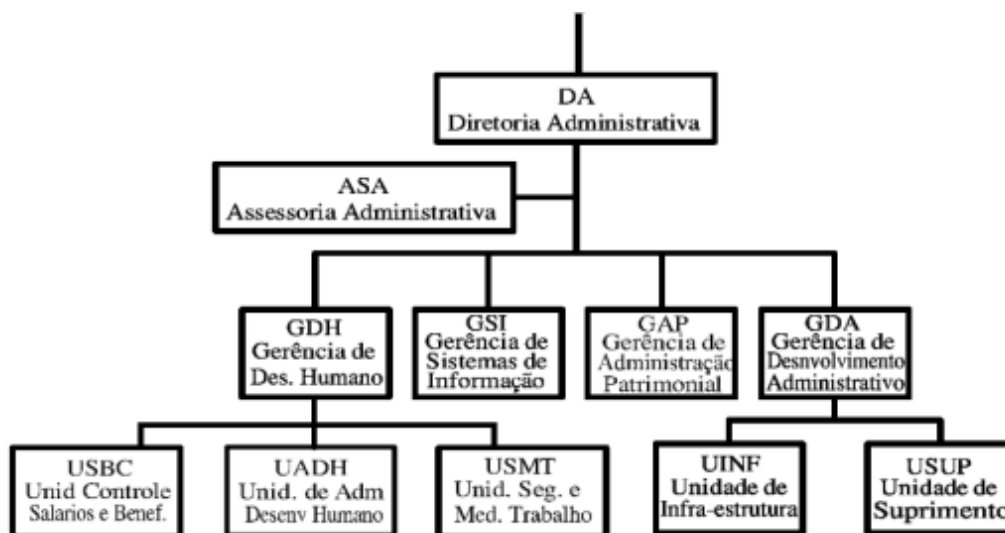 DA
Diretoria Administrativa
ASA
Assessoria Administrativa
GDH
Gerência de
Des. Humano
GSI
Gerência de
Sistemas de
Informação
GAP
Gerência de
Administração
Patrimonial
GDA
Gerência de
Desnvolvimento
Administrativo
USBC
Unid Controle
Salarios e Benef.
UADH
Unid. de Adm
Desenv Humano
USMT
Unid. Seg. e
Med. Trabalho
UINF
Unidade de
Infra-estrutura
USUP
Unidade de
Suprimento